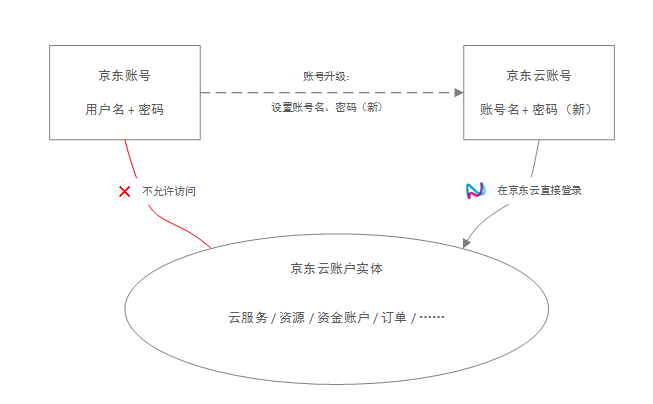 京东账号
用户名 + 密码
账号升级:
设置账号名、密码（新）
京东云账号
账号名 + 密码（新）
不允许访问
在京东云直接登录
京东云账户实体
云服务 / 资源 / 资金账户 / 订单 / ……